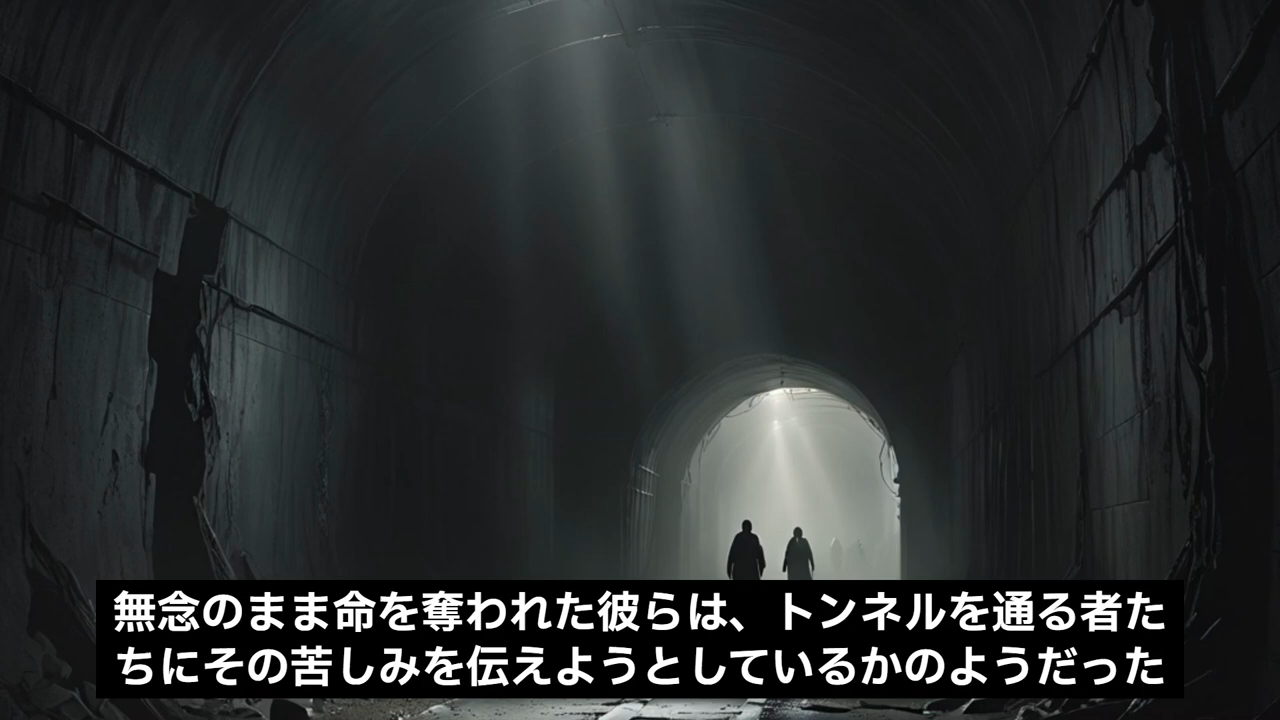 無念のまま命を奪われた彼らは、トンネルを通る者た
ちにその苦しみを伝えようとしているかのようだった